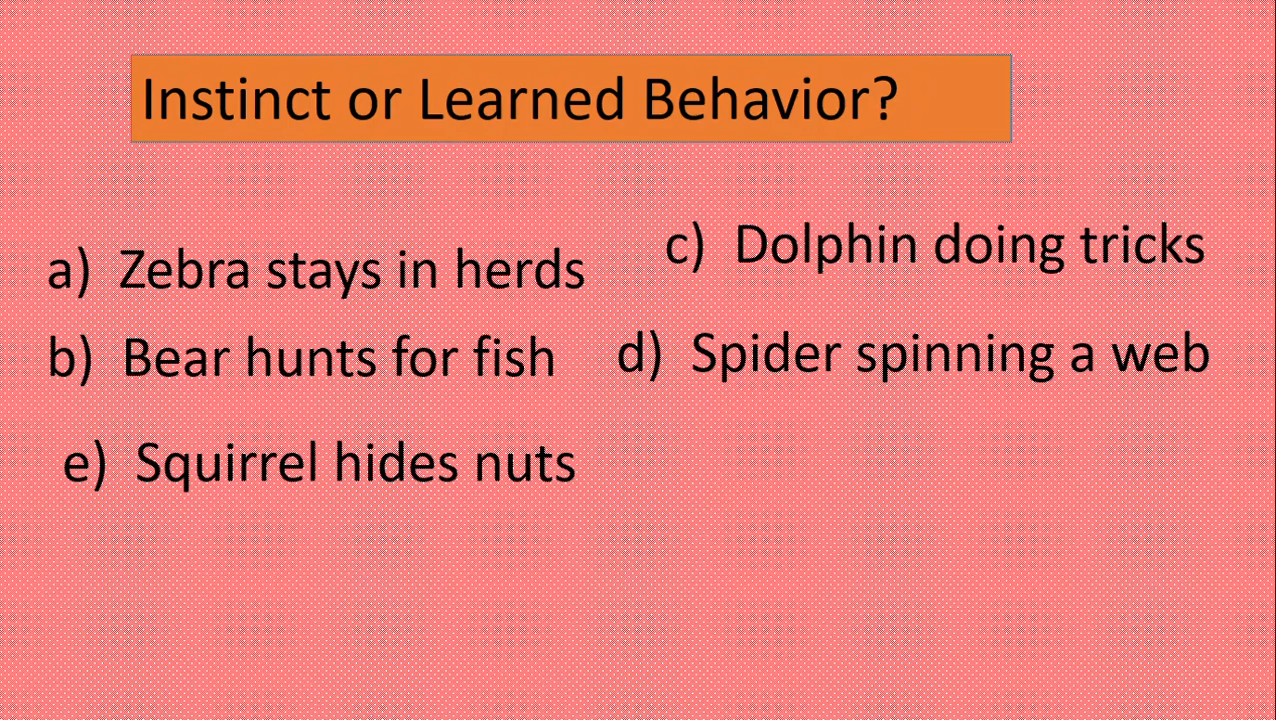 Instinct or Learned Behavior?
a) Zebra stays in herds
b) Bear hunts for fish
c) Dolphin doing tricks
d) Spider spinning a web
e) Squirrel hides nuts